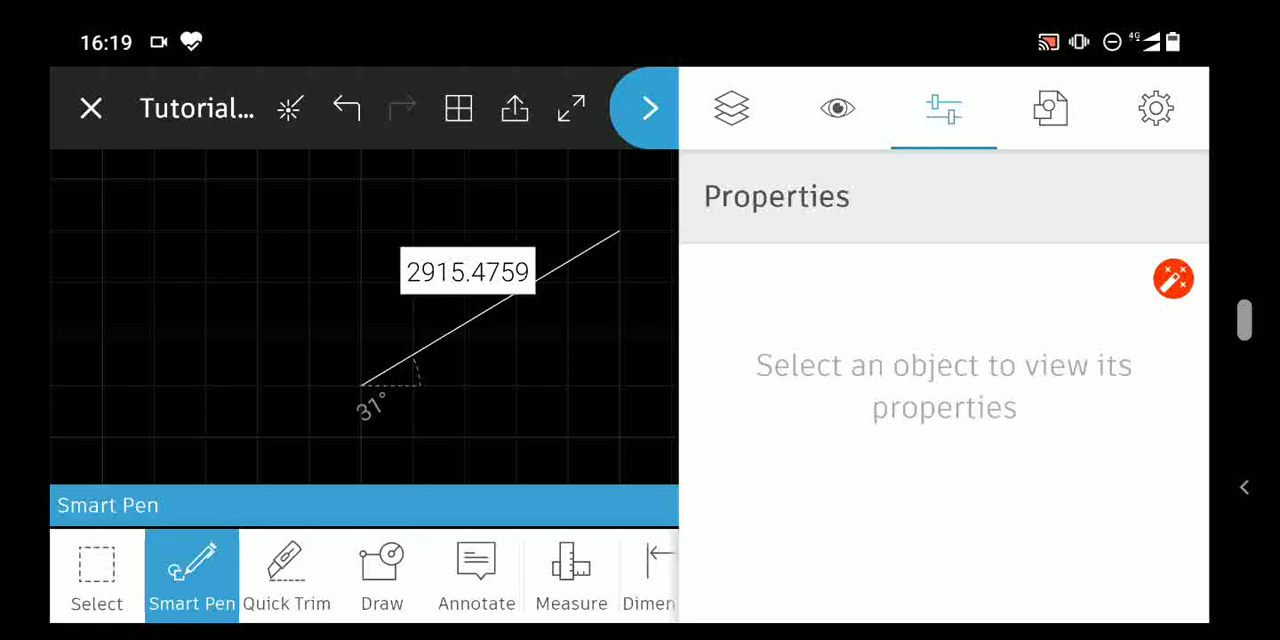 16:19
4G
Tutorial...
Properties
2915.4759
31°
Select an object to view its
properties
Smart Pen
Select
Smart Pen
Quick Trim
Draw
Annotate
Measure
Dimen